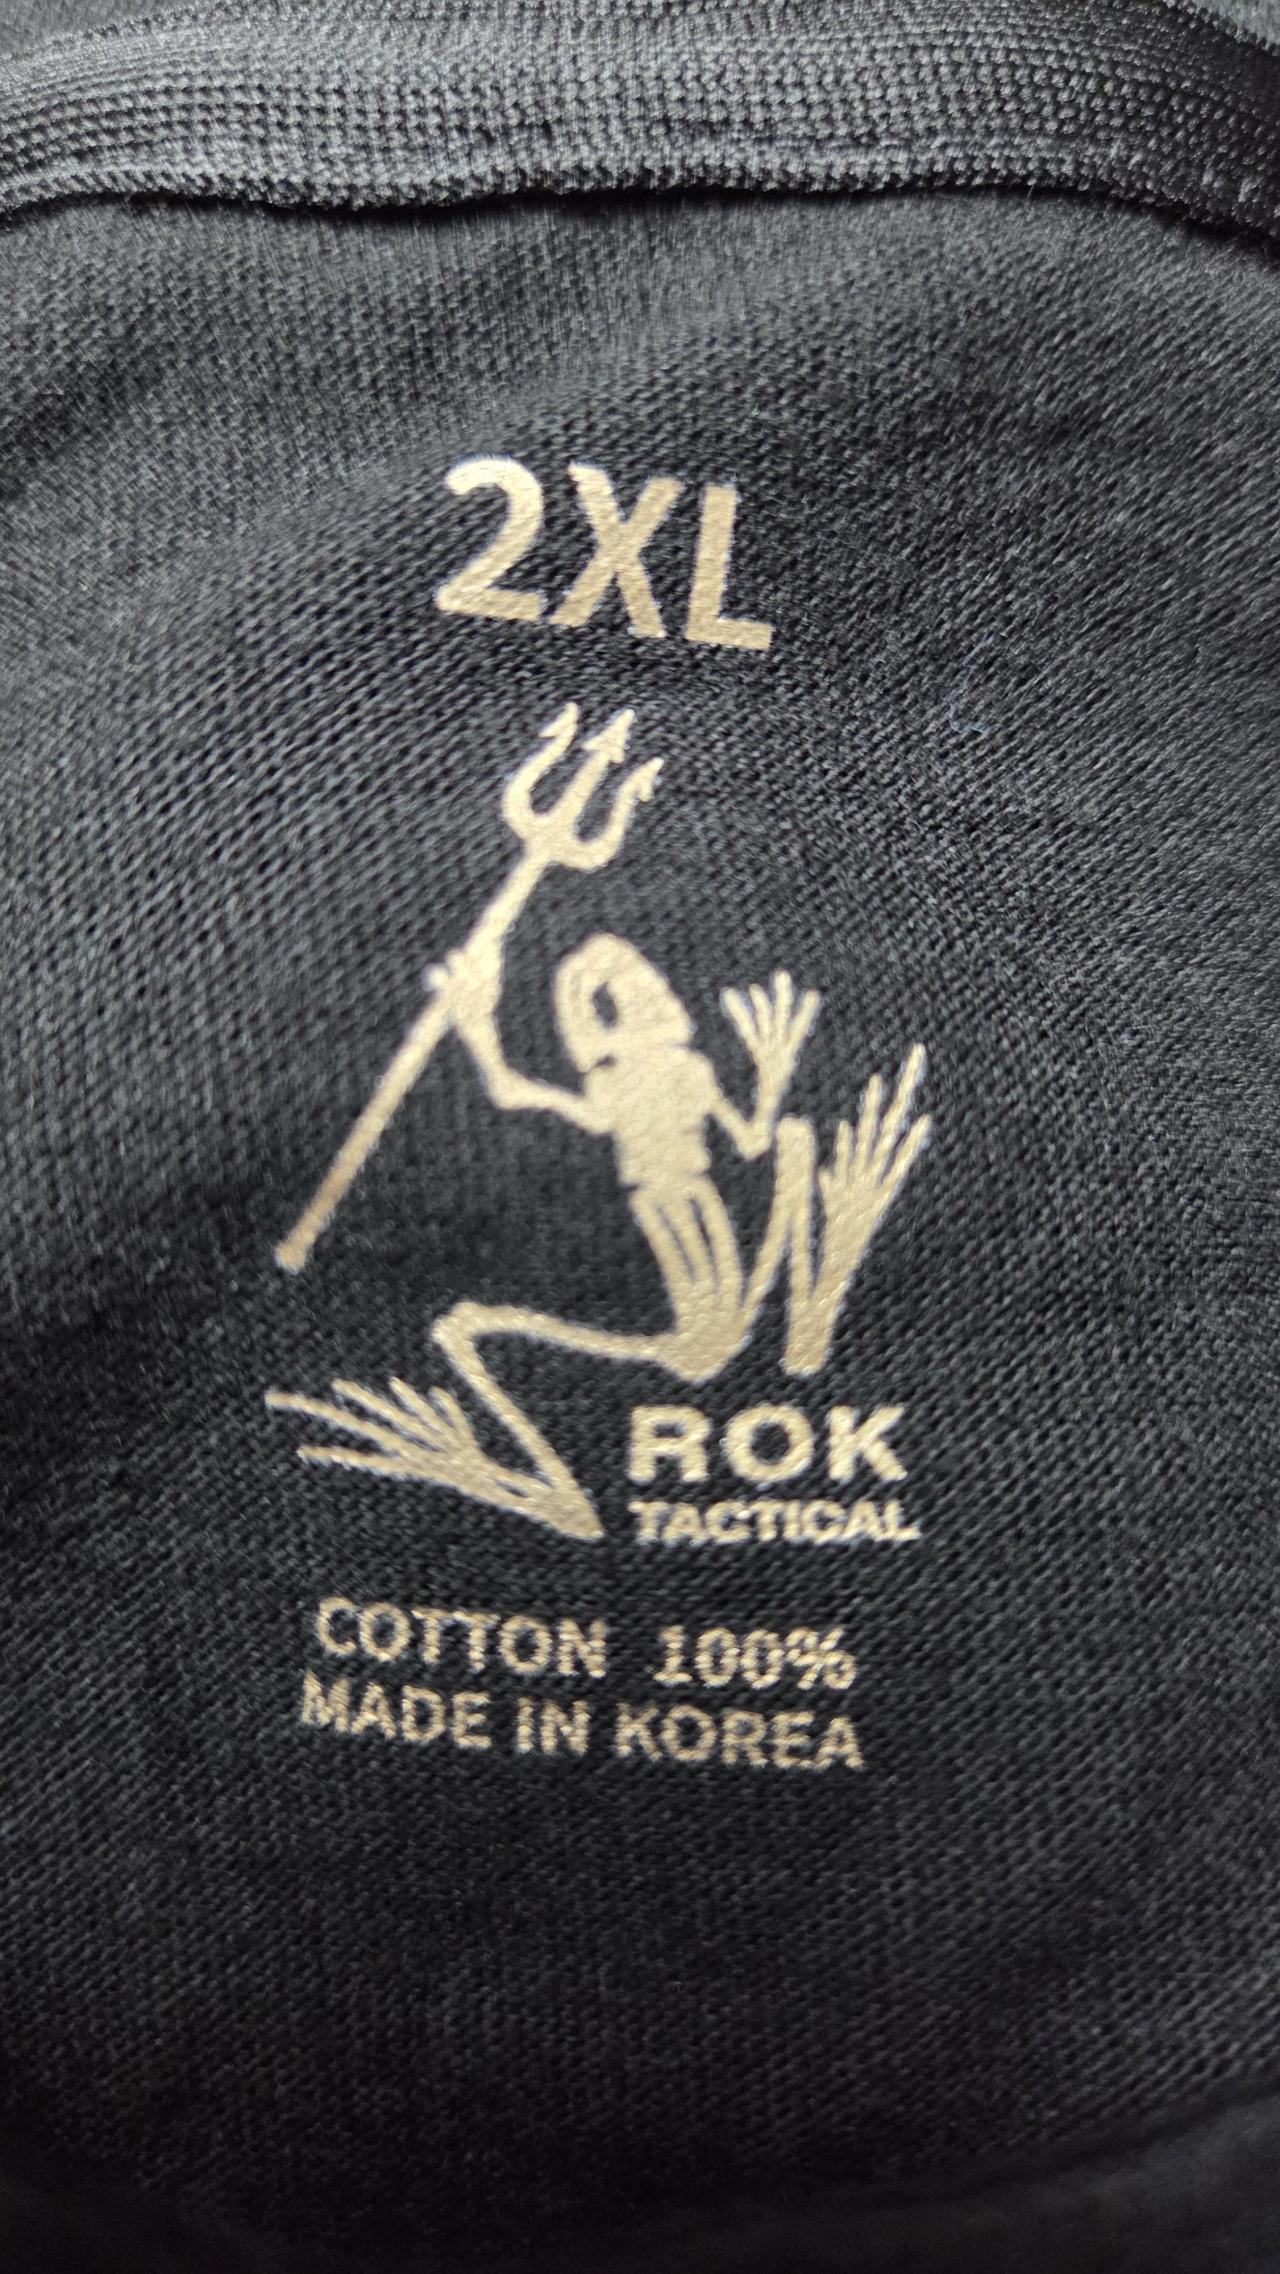 2XL
ROK
TACTICAL
COTTON 100%
MADE IN KOREA